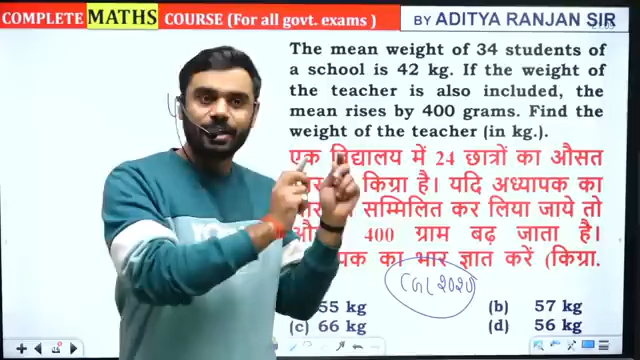 COMPLETE MATHS COURSE (For all govt. exams) BY ADITYA RANJAN SIR
The mean weight of 34 students of
a school is 42 kg. If the weight of
the teacher is also included, the
mean rises by 400 grams. Find the
weight of the teacher (in kg.).
एक विद्यालय में 24 छात्रों का औसत
किग्रा है। यदि अध्यापक का
सम्मिलित कर लिया जाये तो
400 ग्राम बढ़ जाता है।
का भार ज्ञात करें (किग्रा.
CGL 2020
55 kg (b) 57 kg
(c) 66 kg (d) 56 kg